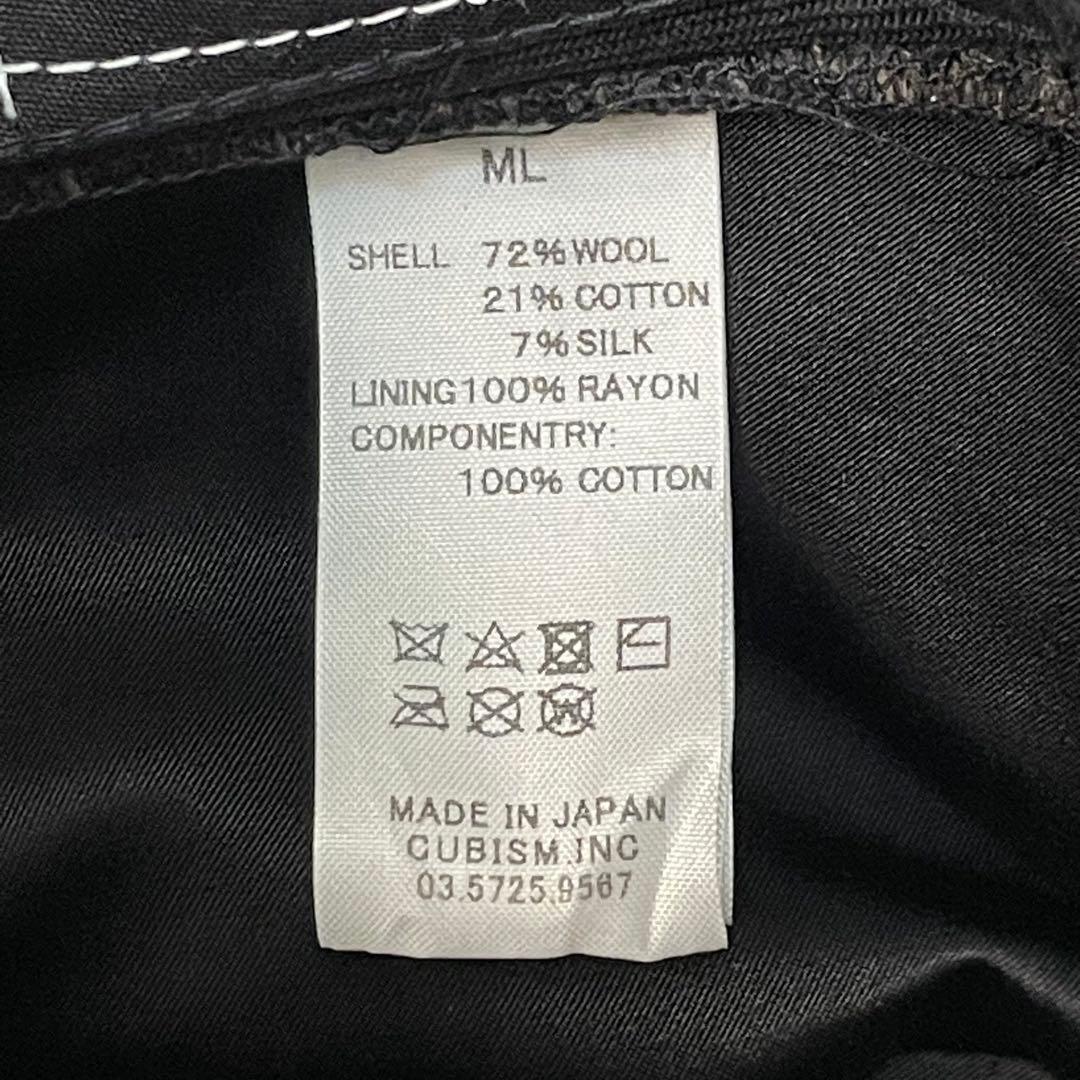 ML
SHELL 72% WOOL
21% COTTON
7% SILK
LINING 100% RAYON
COMPONENTRY:
100% COTTON
W
MADE IN JAPAN
CUBISM.INC
03.5725.9567